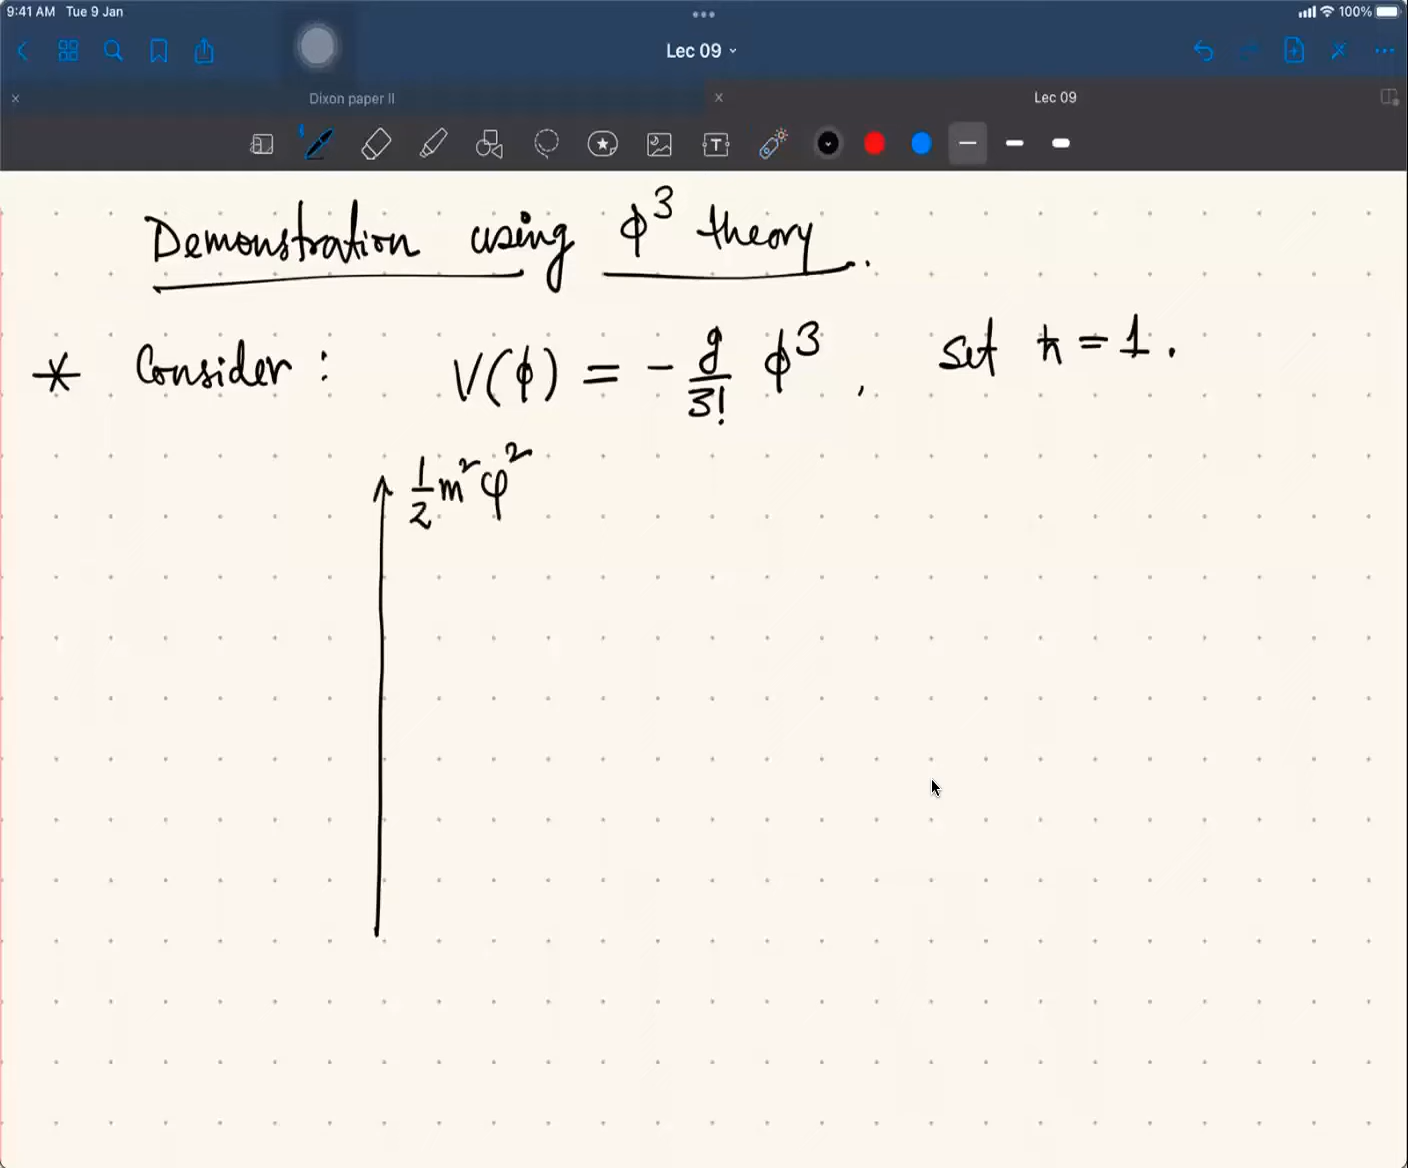 9:41 AM Tue 9 Jan 100%
Lec 09
Dixon paper II Lec 09
T
Demonstration using ϕ³ theory.
* Consider : V(ϕ) = - g/3! ϕ³ , set ħ = 1.
1/2 m² φ²